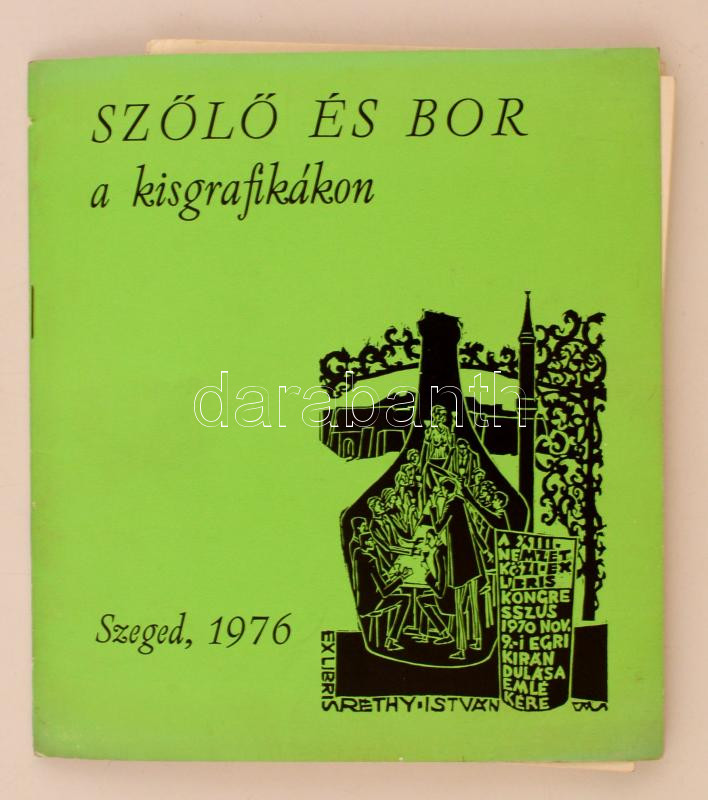 SZŐLŐ ÉS BOR
a kisgrafikákon
darabanth
A XIII.
NEMZET
KÖZI EX
LIBRIS
KONGRE
SSZUS
1970 NOV.
9.-i EGRI
KIRÁN
DULÁSA
EMLÉ
KÉRE
Szeged, 1976
EX LIBRIS
RÉTHY·ISTVÁN